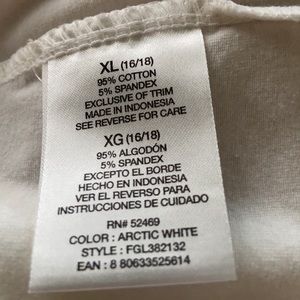 XL (16/18)
95% COTTON
5% SPANDEX
EXCLUSIVE OF TRIM
MADE IN INDONESIA
SEE REVERSE FOR CARE
XG (16/18)
95% ALGODÓN
5% SPANDEX
EXCEPTO EL BORDE
HECHO EN INDONESIA
VER EL REVERSO PARA
INSTRUCCIONES DE CUIDADO
RN# 52469
COLOR : ARCTIC WHITE
STYLE : FGL382132
EAN : 8 80633525614